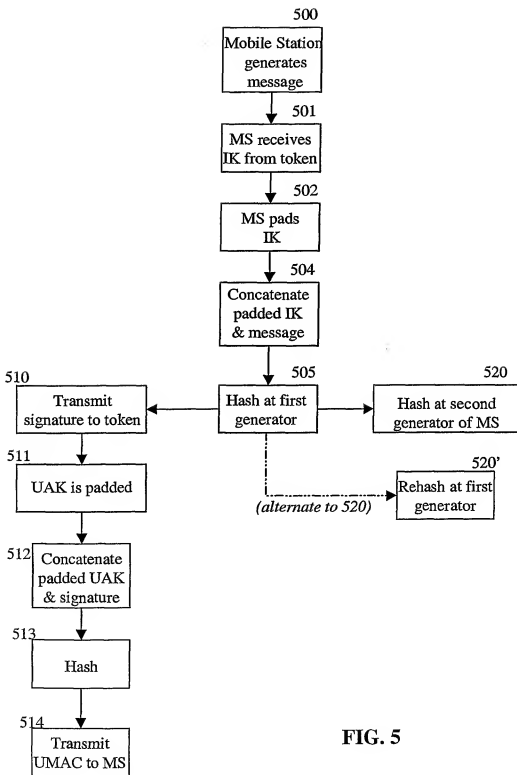 500
Mobile Station
generates
message
501
MS receives
IK from token
502
MS pads
IK
504
Concatenate
padded IK
& message
505
Hash at first
generator
510
Transmit
signature to token
520
Hash at second
generator of MS
520'
Rehash at first
generator
(alternate to 520)
511
UAK is padded
512
Concatenate
padded UAK
& signature
513
Hash
514
Transmit
UMAC to MS
FIG. 5